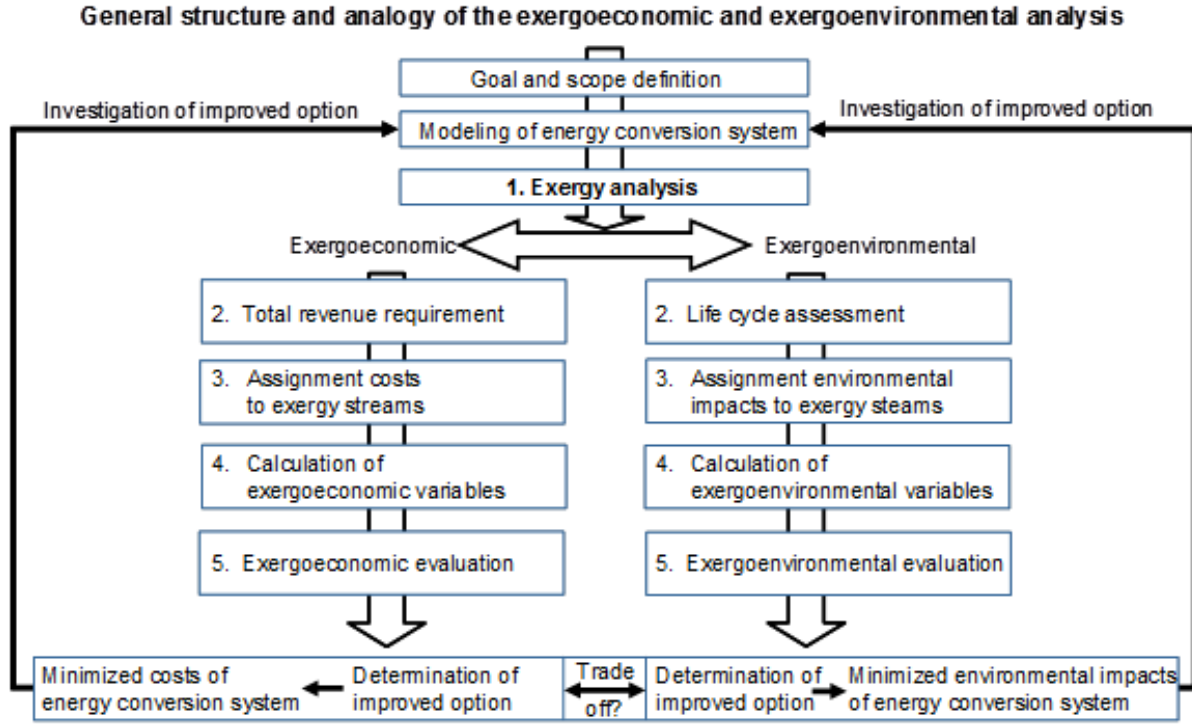 General structure and analogy of the exergoeconomic and exergoenvironmental analysis
Goal and scope definition
Investigation of improved option
Investigation of improved option
Modeling of energy conversion system
1. Exergy analysis
Exergoeconomic
Exergoenvironmental
2. Total revenue requirement
3. Assignment costs
to exergy streams
4. Calculation of
exergoeconomic variables
5. Exergoeconomic evaluation
2. Life cycle assessment
3. Assignment environmental
impacts to exergy steams
4. Calculation of
exergoenvironmental variables
5. Exergoenvironmental evaluation
Minimized costs of
energy conversion system
Determination of
improved option
Trade
off?
Determination of
improved option
Minimized environmental impacts
of energy conversion system